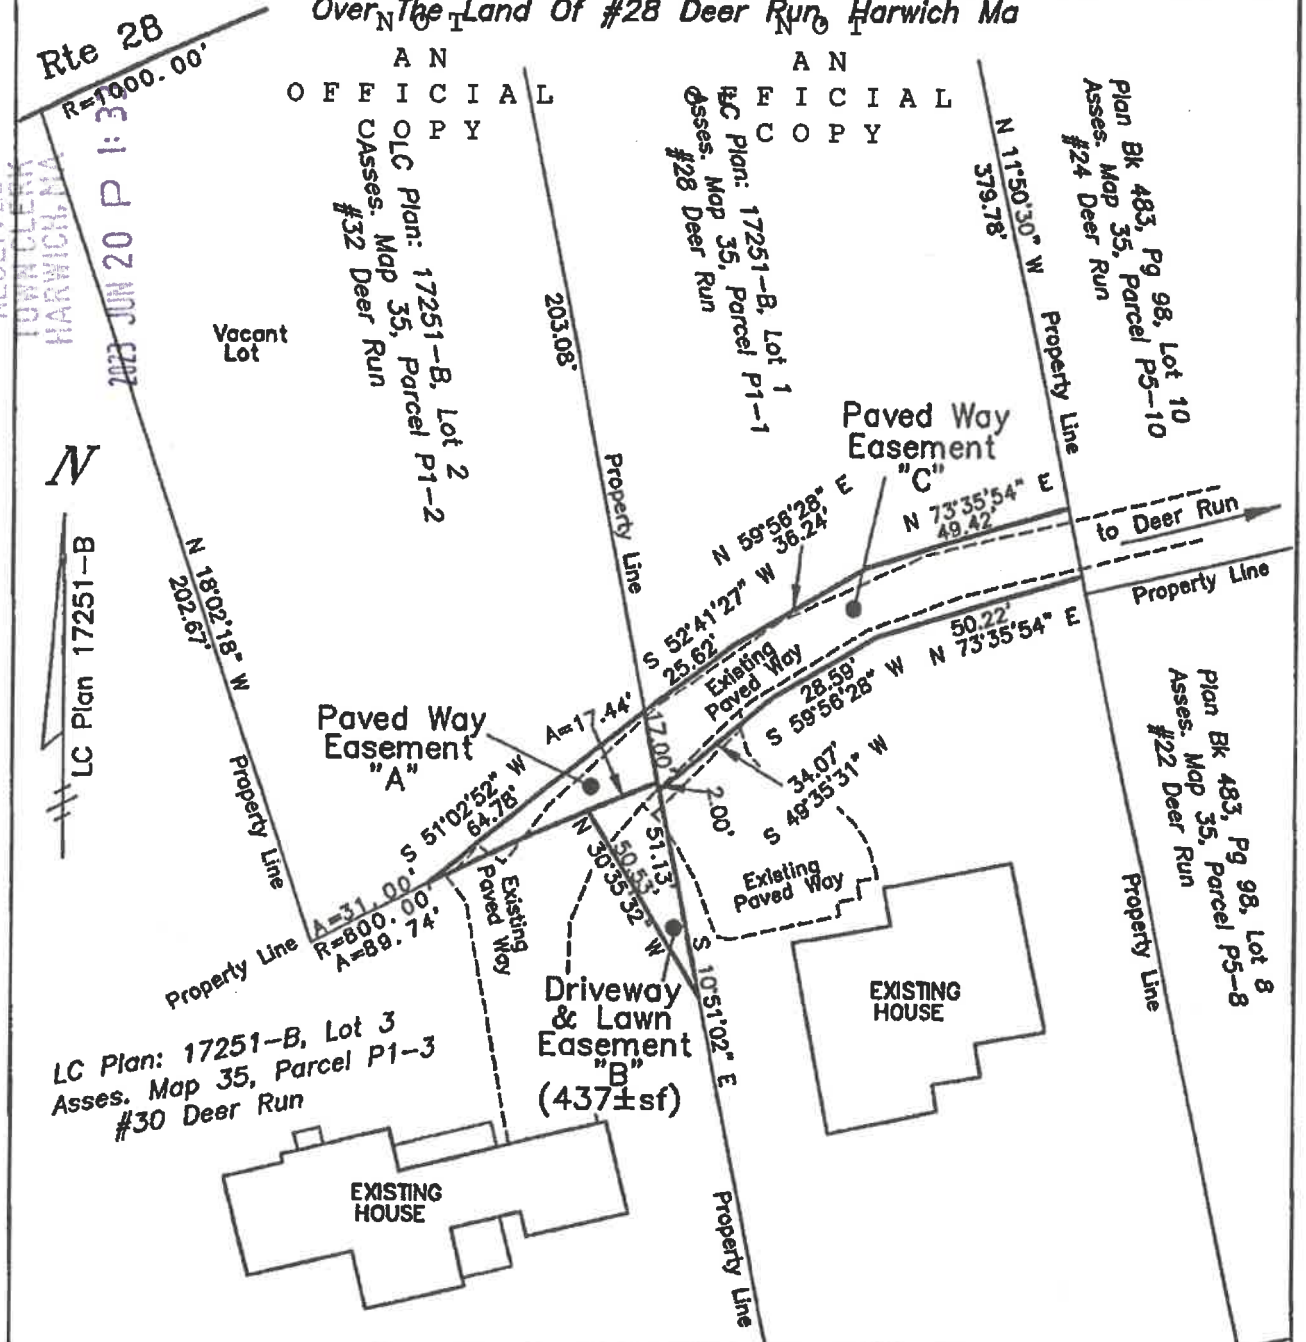 Over The Land Of #28 Deer Run, Harwich Ma
N O T
A N
O F F I C I A L
C O P Y
N O T
A N
F I C I A L
C O P Y
Rte 28
R=1000.00'
TOWN CLERK
HARWICH, MA
2023 JUN 20 P 1:3
LC Plan: 17251-B, Lot 2
Asses. Map 35, Parcel P1-2
#32 Deer Run
LC Plan: 17251-B, Lot 1
Asses. Map 35, Parcel P1-1
#28 Deer Run
N 11°50'30" W
379.78'
Property Line
Plan Bk 483, Pg 98, Lot 10
Asses. Map 35, Parcel P5-10
#24 Deer Run
Vacant
Lot
203.08'
Property Line
N
LC Plan 17251-B
N 18°02'18" W
202.67'
Property Line
Paved Way
Easement
"C"
N 59°56'28" E
36.24'
N 73°35'54" E
49.42'
to Deer Run
Property Line
S 52°41'27" W
25.62'
Existing
Paved Way
50.22'
N 73°35'54" E
28.59'
S 59°56'28" W
34.07'
S 49°35'31" W
Paved Way
Easement
"A"
A=17.44'
17.00'
2.00'
S 51°02'52" W
64.78'
A=31.00'
R=800.00'
A=89.74'
Property Line
Existing
Paved Way
N 30°35'32" W
50.53'
51.13'
S 10°51'02" E
Existing
Paved Way
Driveway
& Lawn
Easement
"B"
(437±sf)
Plan Bk 483, Pg 98, Lot 8
Asses. Map 35, Parcel P5-8
#22 Deer Run
Property Line
LC Plan: 17251-B, Lot 3
Asses. Map 35, Parcel P1-3
#30 Deer Run
EXISTING
HOUSE
EXISTING
HOUSE
Property Line